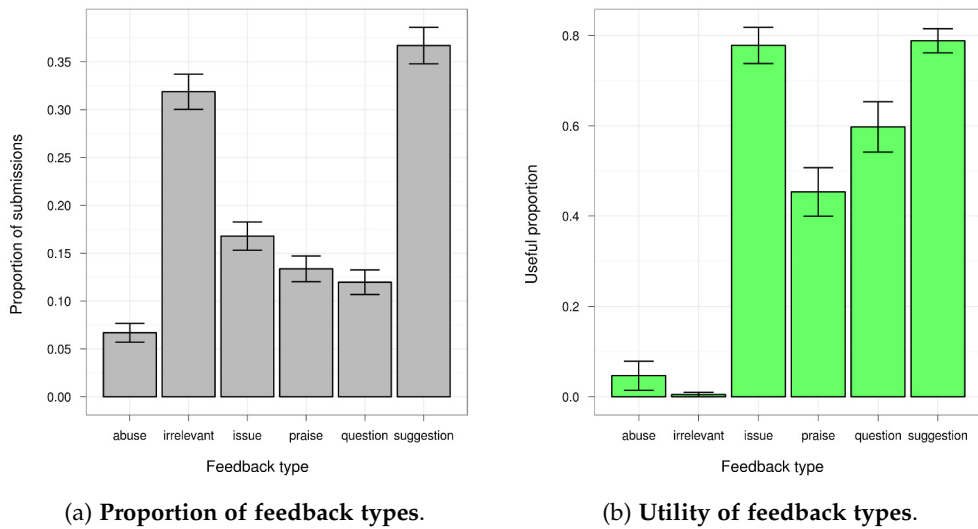 Proportion of submissions
0.35
0.30
0.25
0.20
0.15
0.10
0.05
0.00
abuse irrelevant issue praise question suggestion
Feedback type
(a) Proportion of feedback types.
Useful proportion
0.8
0.6
0.4
0.2
0.0
abuse irrelevant issue praise question suggestion
Feedback type
(b) Utility of feedback types.